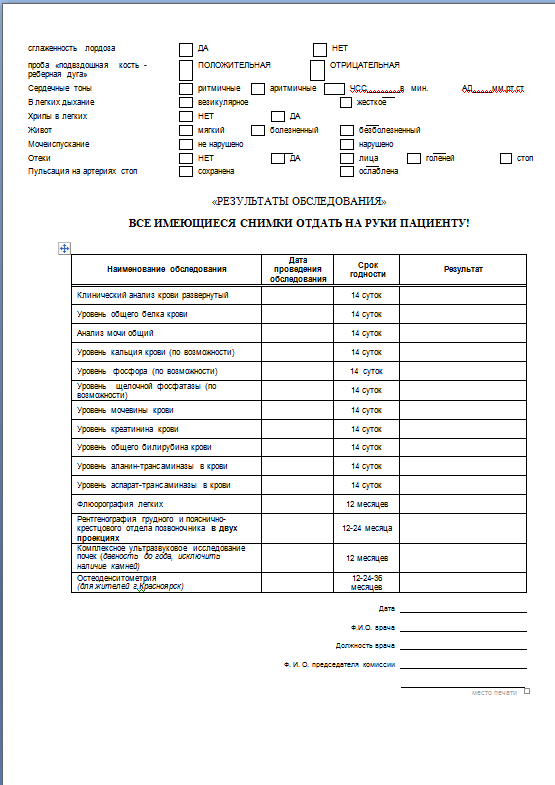 сглаженность лордоза ДА НЕТ
проба «подвздошная кость - ПОЛОЖИТЕЛЬНАЯ ОТРИЦАТЕЛЬНАЯ
реберная дуга»
Сердечные тоны ритмичные аритмичные ЧСС в мин. АД мм.рт.ст
В легких дыхание везикулярное жесткое
Хрипы в легких НЕТ ДА
Живот мягкий болезненный безболезненный
Мочеиспускание не нарушено нарушено
Отеки НЕТ ДА лица голеней стоп
Пульсация на артериях стоп сохранена ослаблена
«РЕЗУЛЬТАТЫ ОБСЛЕДОВАНИЯ»
ВСЕ ИМЕЮЩИЕСЯ СНИМКИ ОТДАТЬ НА РУКИ ПАЦИЕНТУ!
Наименование обследования Дата проведения обследования Срок годности Результат
Клинический анализ крови развернутый 14 суток
Уровень общего белка крови 14 суток
Анализ мочи общий 14 суток
Уровень кальция крови (по возможности) 14 суток
Уровень фосфора (по возможности) 14 суток
Уровень щелочной фосфатазы (по
возможности) 14 суток
Уровень мочевины крови 14 суток
Уровень креатинина крови 14 суток
Уровень общего билирубина крови 14 суток
Уровень аланин-трансаминазы в крови 14 суток
Уровень аспарат-трансаминазы в крови 14 суток
Флюорография легких 12 месяцев
Рентгенография грудного и пояснично-
крестцового отдела позвоночника в двух 12-24 месяца
проекциях
Комплексное ультразвуковое исследование
почек (давность до года, исключить 12 месяцев
наличие камней)
Остеоденситометрия 12-24-36
(для жителей г.Красноярск) месяцев
Дата
Ф.И.О. врача
Должность врача
Ф. И. О. председателя комиссии
место печати